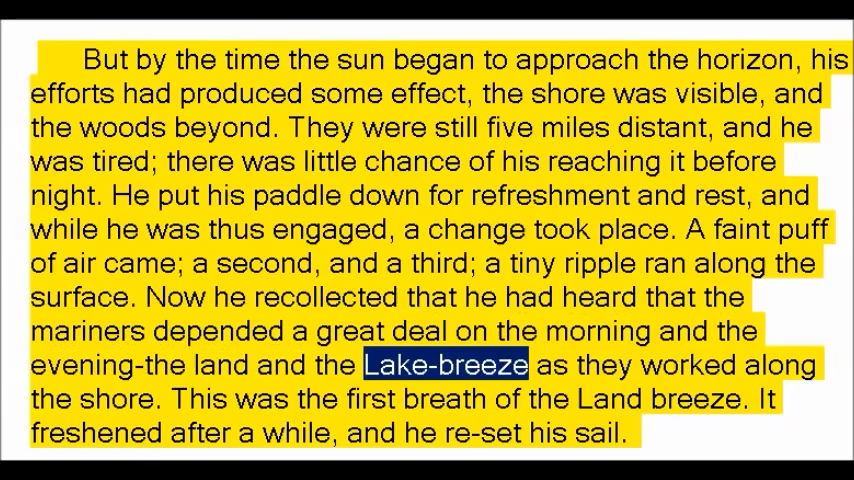 But by the time the sun began to approach the horizon, his
efforts had produced some effect, the shore was visible, and
the woods beyond. They were still five miles distant, and he
was tired; there was little chance of his reaching it before
night. He put his paddle down for refreshment and rest, and
while he was thus engaged, a change took place. A faint puff
of air came; a second, and a third; a tiny ripple ran along the
surface. Now he recollected that he had heard that the
mariners depended a great deal on the morning and the
evening-the land and the Lake-breeze as they worked along
the shore. This was the first breath of the Land breeze. It
freshened after a while, and he re-set his sail.